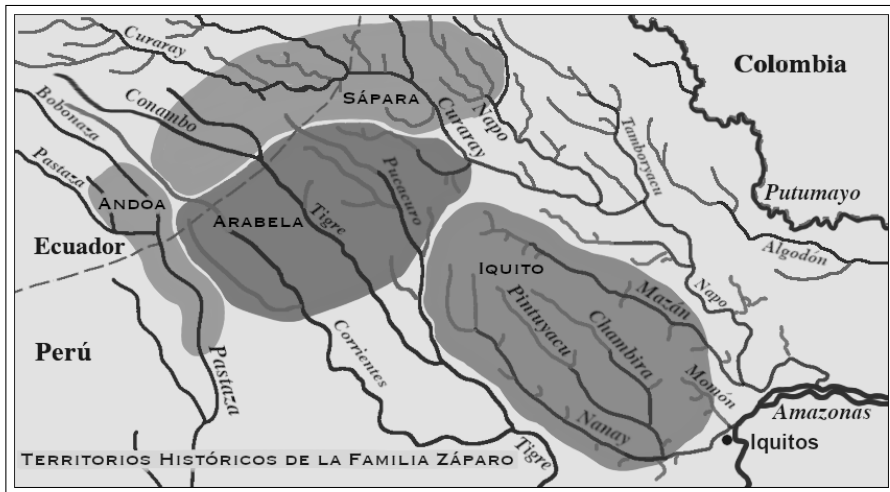 Curaray
Colombia
Bobonaza
Conambo
SÁPARA
Napo
Curaray
Tamboryacu
Pastaza
Pucacuro
Putumayo
ANDOA
ARABELA
Tigre
Ecuador
IQUITO
Algodón
Mazán
Napo
Pintuyacu
Chambira
Perú
Corrientes
Pastaza
Momón
Amazonas
Nanay
Iquitos
Tigre
TERRITORIOS HISTÓRICOS DE LA FAMILIA ZÁPARO